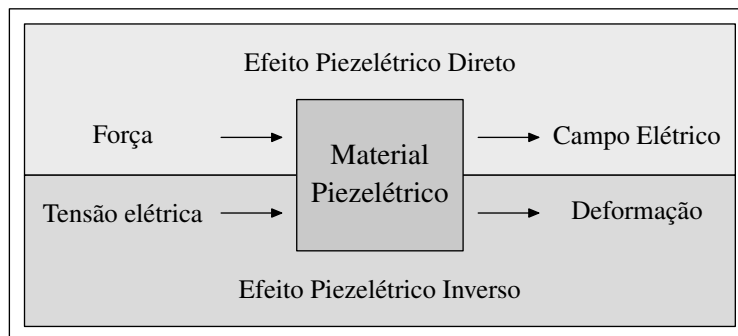 Efeito Piezelétrico Direto
Força
Campo Elétrico
Material
Piezelétrico
Tensão elétrica
Deformação
Efeito Piezelétrico Inverso